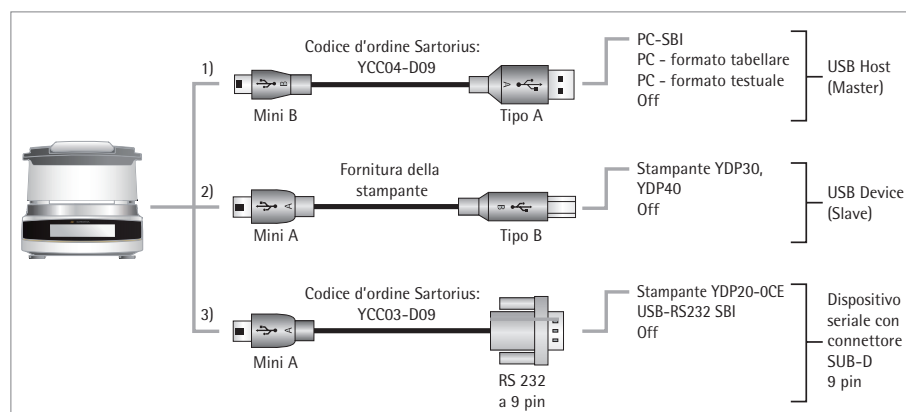 1)
Codice d'ordine Sartorius:
YCC04-D09
B
A
Mini B
Tipo A
PC-SBI
PC - formato tabellare
PC - formato testuale
Off
USB Host
(Master)
2)
Fornitura della
stampante
A
B
Mini A
Tipo B
Stampante YDP30,
YDP40
Off
USB Device
(Slave)
3)
Codice d'ordine Sartorius:
YCC03-D09
A
Mini A
RS 232
a 9 pin
Stampante YDP20-0CE
USB-RS232 SBI
Off
Dispositivo
seriale con
connettore
SUB-D
9 pin